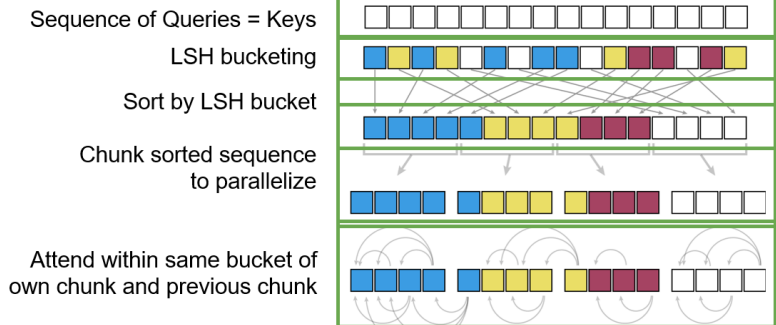 Sequence of Queries = Keys
LSH bucketing
Sort by LSH bucket
Chunk sorted sequence
to parallelize
Attend within same bucket of
own chunk and previous chunk